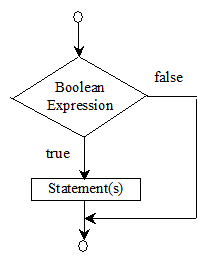 Boolean
Expression
false
true
Statement(s)